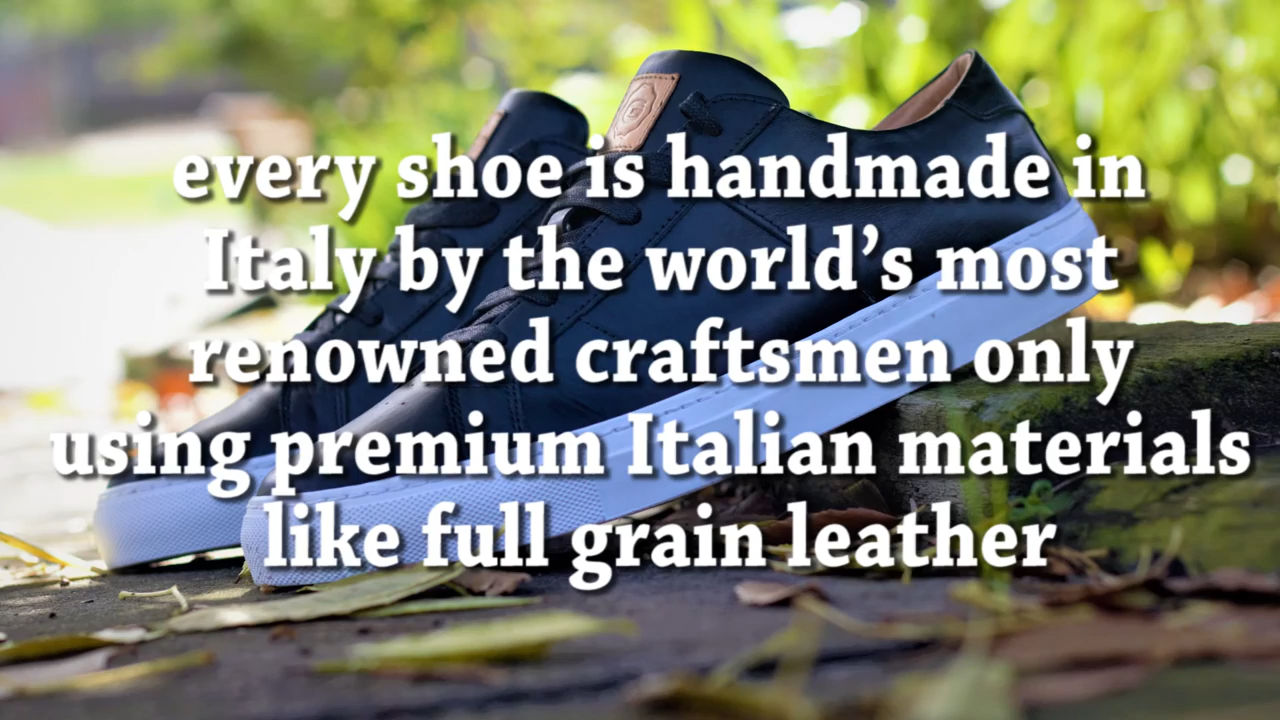 every shoe is handmade in
Italy by the world’s most
renowned craftsmen only
using premium Italian materials
like full grain leather